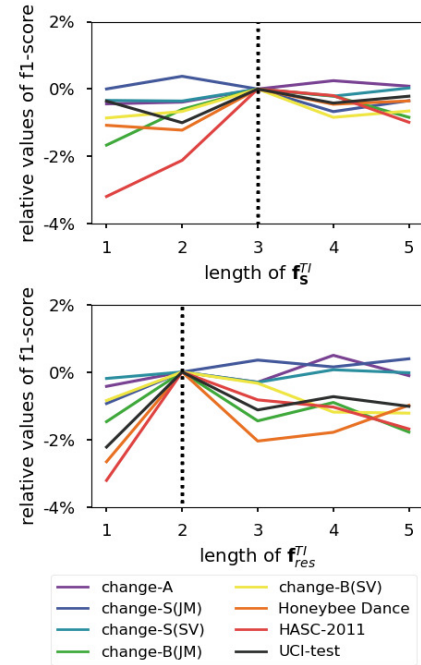 2%
0%
-2%
-4%
relative values of f1-score
1 2 3 4 5
length of f_S^{TI}
2%
0%
-2%
-4%
relative values of f1-score
1 2 3 4 5
length of f_{res}^{TI}
change-A
change-S(JM)
change-S(SV)
change-B(JM)
change-B(SV)
Honeybee Dance
HASC-2011
UCI-test